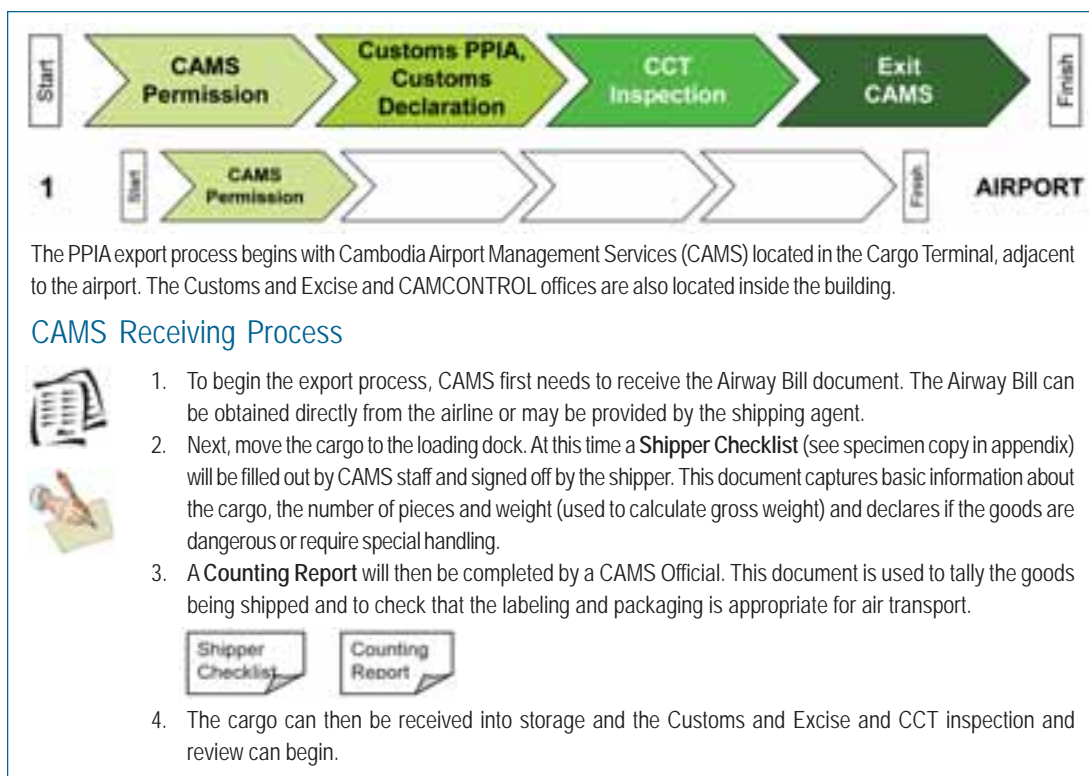 Start
CAMS
Permission
Customs PPIA,
Customs
Declaration
CCT
Inspection
Exit
CAMS
Finish
1
Start
CAMS
Permission
Finish
AIRPORT
The PPIA export process begins with Cambodia Airport Management Services (CAMS) located in the Cargo Terminal, adjacent
to the airport. The Customs and Excise and CAMCONTROL offices are also located inside the building.
CAMS Receiving Process
1. To begin the export process, CAMS first needs to receive the Airway Bill document. The Airway Bill can
be obtained directly from the airline or may be provided by the shipping agent.
2. Next, move the cargo to the loading dock. At this time a Shipper Checklist (see specimen copy in appendix)
will be filled out by CAMS staff and signed off by the shipper. This document captures basic information about
the cargo, the number of pieces and weight (used to calculate gross weight) and declares if the goods are
dangerous or require special handling.
3. A Counting Report will then be completed by a CAMS Official. This document is used to tally the goods
being shipped and to check that the labeling and packaging is appropriate for air transport.
Shipper
Checklist
Counting
Report
4. The cargo can then be received into storage and the Customs and Excise and CCT inspection and
review can begin.